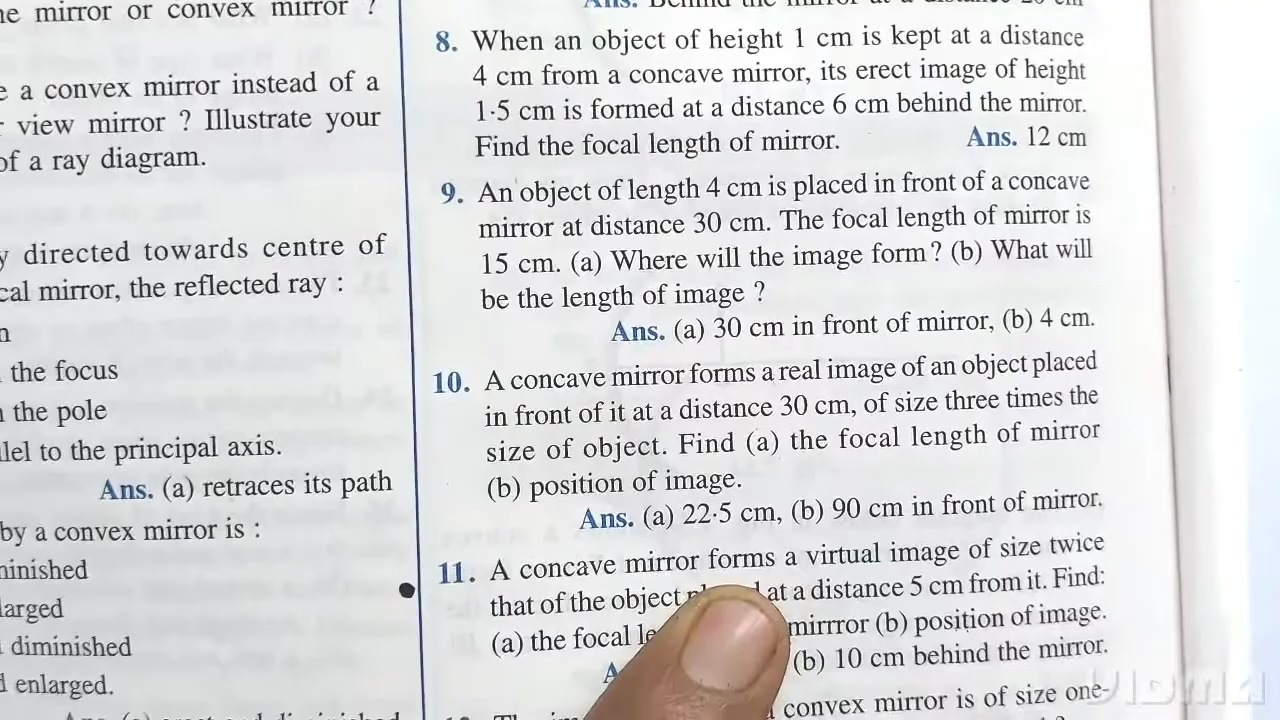 mirror or convex mirror ?
a convex mirror instead of a
view mirror ? Illustrate your
of a ray diagram.
directed towards centre of
mirror, the reflected ray :
the focus
the pole
to the principal axis.
Ans. (a) retraces its path
by a convex mirror is :
diminished
enlarged.
8. When an object of height 1 cm is kept at a distance
4 cm from a concave mirror, its erect image of height
1·5 cm is formed at a distance 6 cm behind the mirror.
Find the focal length of mirror. Ans. 12 cm
9. An object of length 4 cm is placed in front of a concave
mirror at distance 30 cm. The focal length of mirror is
15 cm. (a) Where will the image form? (b) What will
be the length of image ?
Ans. (a) 30 cm in front of mirror, (b) 4 cm.
10. A concave mirror forms a real image of an object placed
in front of it at a distance 30 cm, of size three times the
size of object. Find (a) the focal length of mirror
(b) position of image.
Ans. (a) 22·5 cm, (b) 90 cm in front of mirror.
11. A concave mirror forms a virtual image of size twice
that of the object at a distance 5 cm from it. Find:
(a) the focal mirrror (b) position of image.
(b) 10 cm behind the mirror.
convex mirror is of size one-